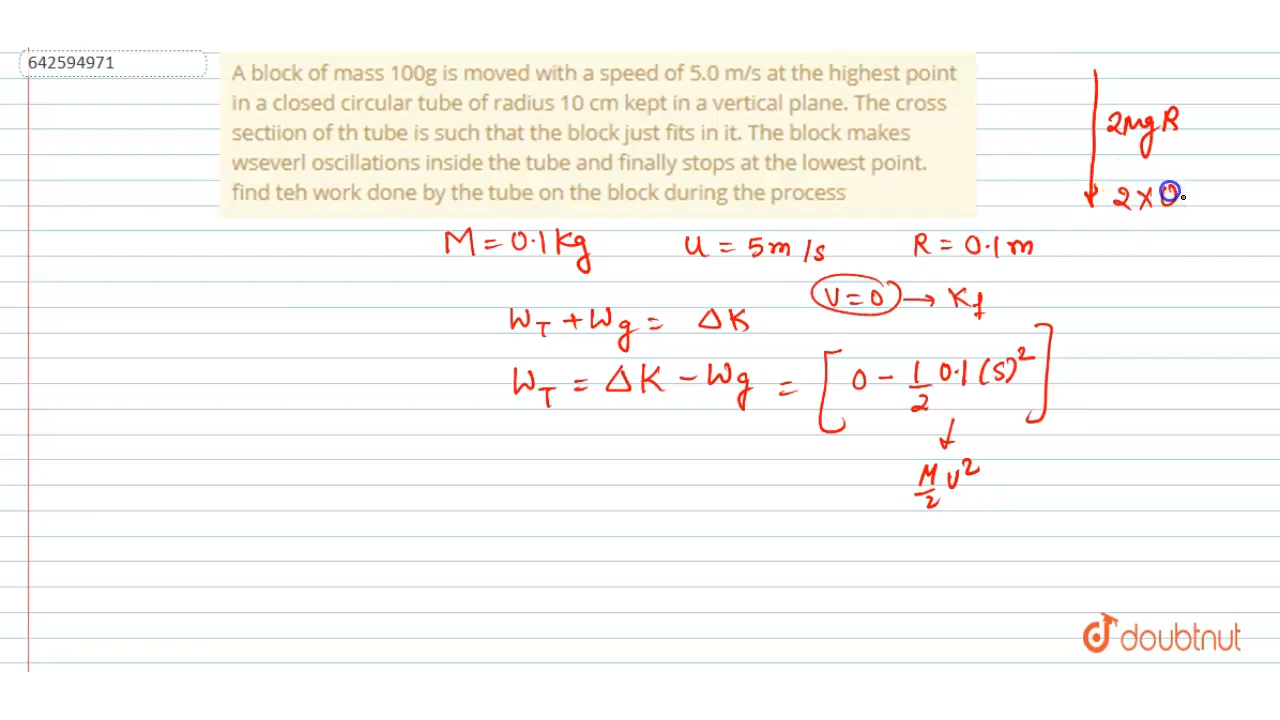 642594971
A block of mass 100g is moved with a speed of 5.0 m/s at the highest point
in a closed circular tube of radius 10 cm kept in a vertical plane. The cross
sectiion of th tube is such that the block just fits in it. The block makes
wseverl oscillations inside the tube and finally stops at the lowest point.
find teh work done by the tube on the block during the process
2MgR
2 × 0.
M = 0.1 kg U = 5 m/s R = 0.1 m
V = 0 → Kf
WT + Wg = ΔK
WT = ΔK - Wg = [ 0 - 1/2 0.1 (5)² ]
↓
M/2 U²
doubtnut